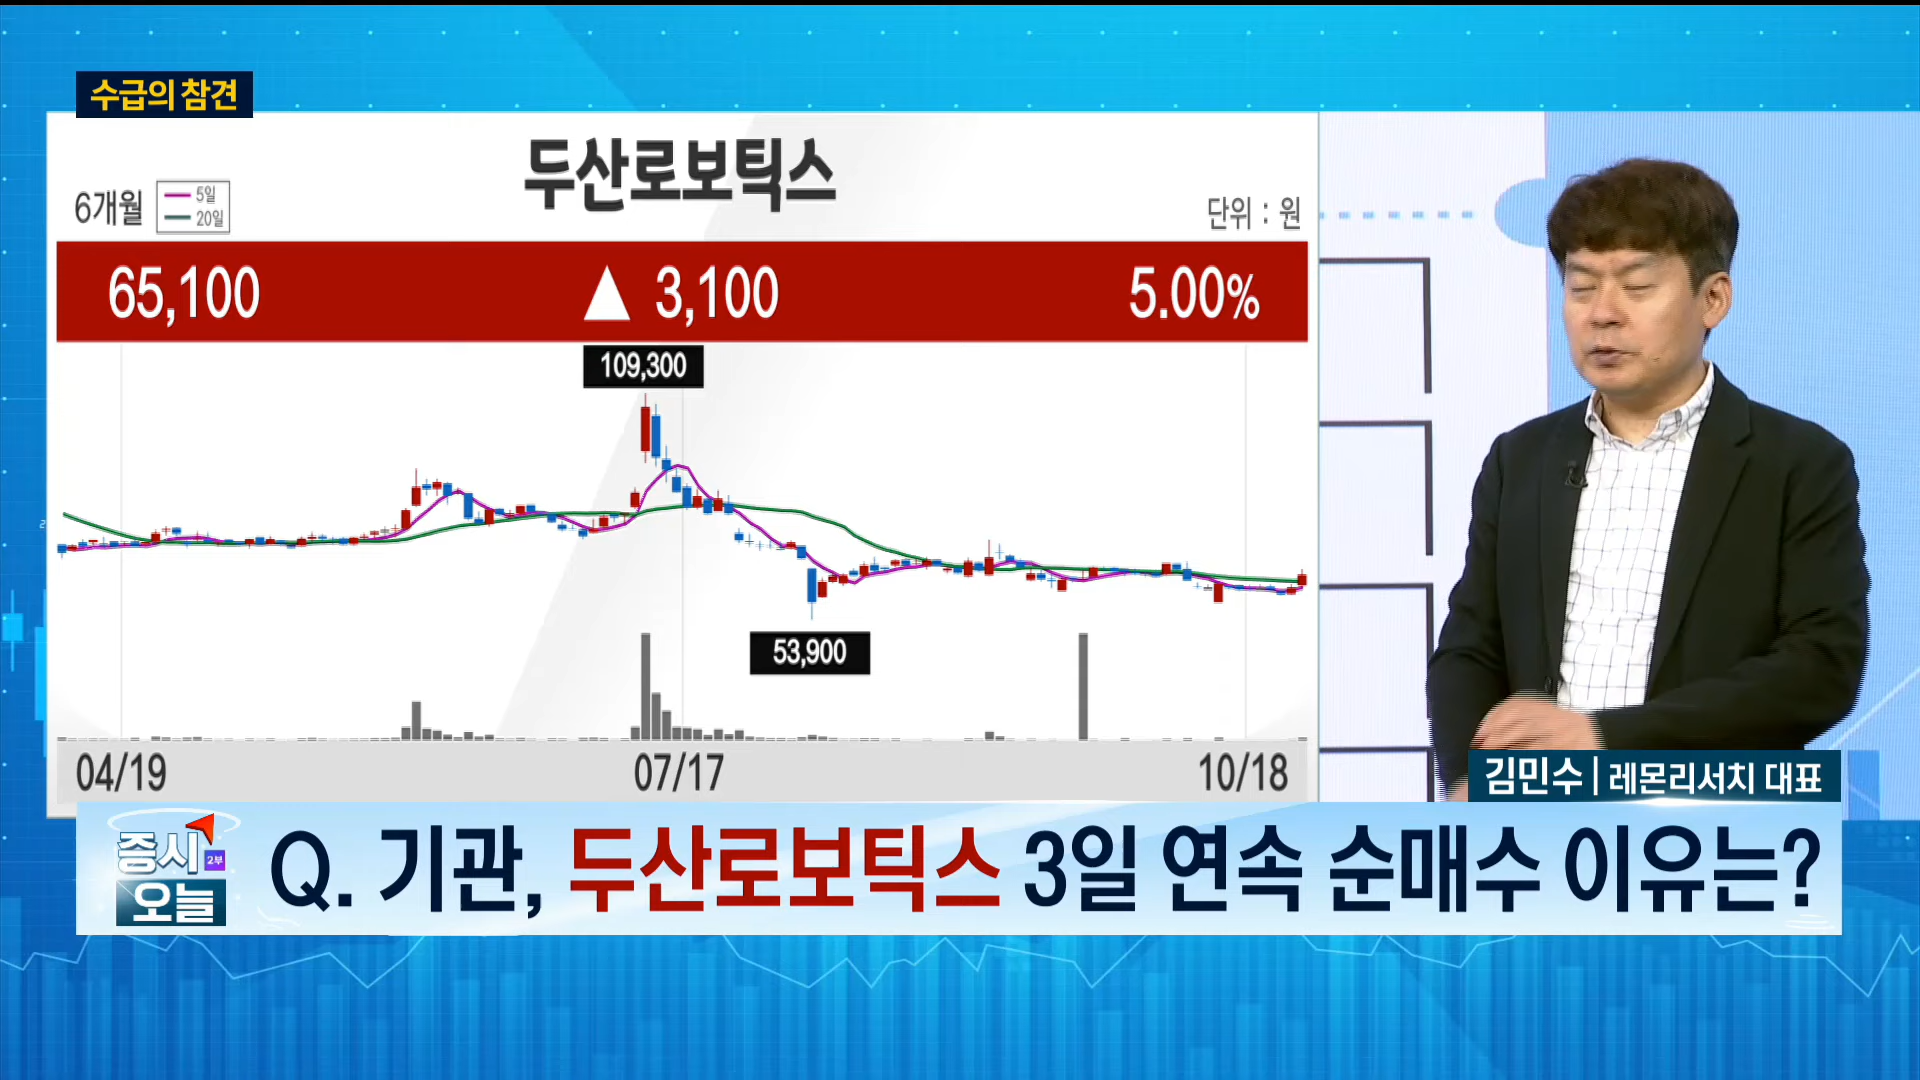 수급의 참견
두산로보틱스
6개월
5일
20일
단위 : 원
65,100 ▲ 3,100 5.00%
109,300
53,900
04/19 07/17 10/18
김민수 | 레몬리서치 대표
증시
2부
오늘
Q. 기관, 두산로보틱스 3일 연속 순매수 이유는?